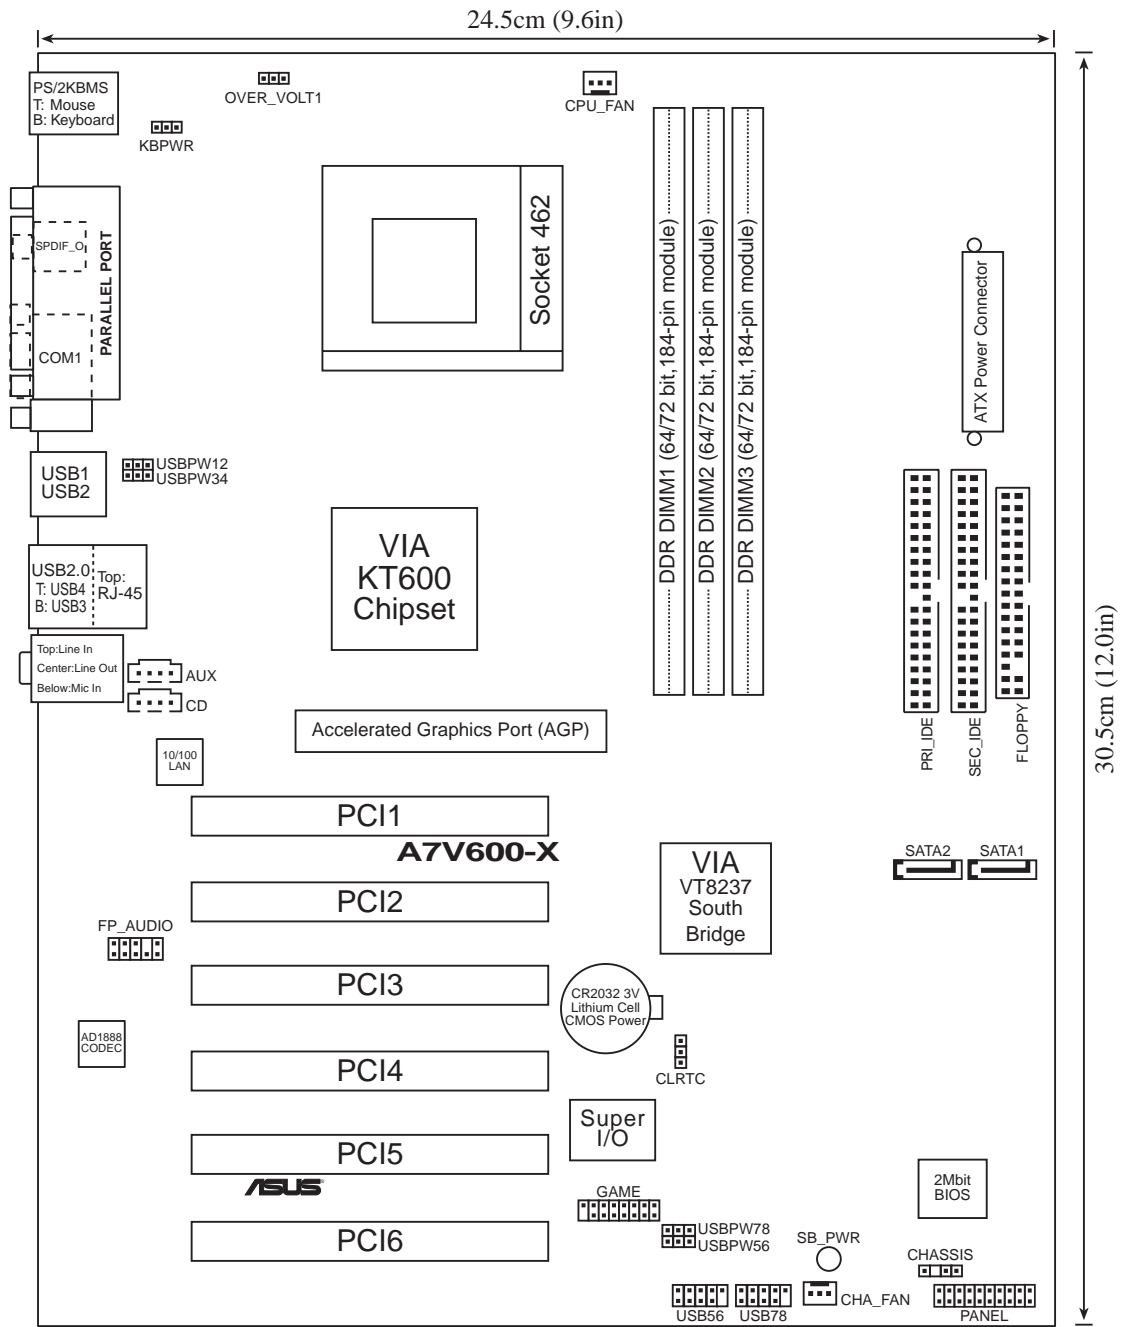 24.5cm (9.6in)
PS/2KBMS
T: Mouse
B: Keyboard
OVER_VOLT1
CPU_FAN
KBPWR
SPDIF_O
PARALLEL PORT
COM1
Socket 462
DDR DIMM1 (64/72 bit,184-pin module)
DDR DIMM2 (64/72 bit,184-pin module)
DDR DIMM3 (64/72 bit,184-pin module)
ATX Power Connector
USB1
USB2
USBPW12
USBPW34
VIA
KT600
Chipset
USB2.0
T: USB4
B: USB3
Top:
RJ-45
Top:Line In
Center:Line Out
Below:Mic In
AUX
CD
Accelerated Graphics Port (AGP)
PRI_IDE
SEC_IDE
FLOPPY
30.5cm (12.0in)
10/100
LAN
PCI1
A7V600-X
VIA
VT8237
South
Bridge
SATA2
SATA1
PCI2
FP_AUDIO
PCI3
CR2032 3V
Lithium Cell
CMOS Power
AD1888
CODEC
PCI4
CLRTC
Super
I/O
PCI5
ASUS
2Mbit
BIOS
GAME
PCI6
USBPW78
USBPW56
SB_PWR
CHASSIS
USB56
USB78
CHA_FAN
PANEL